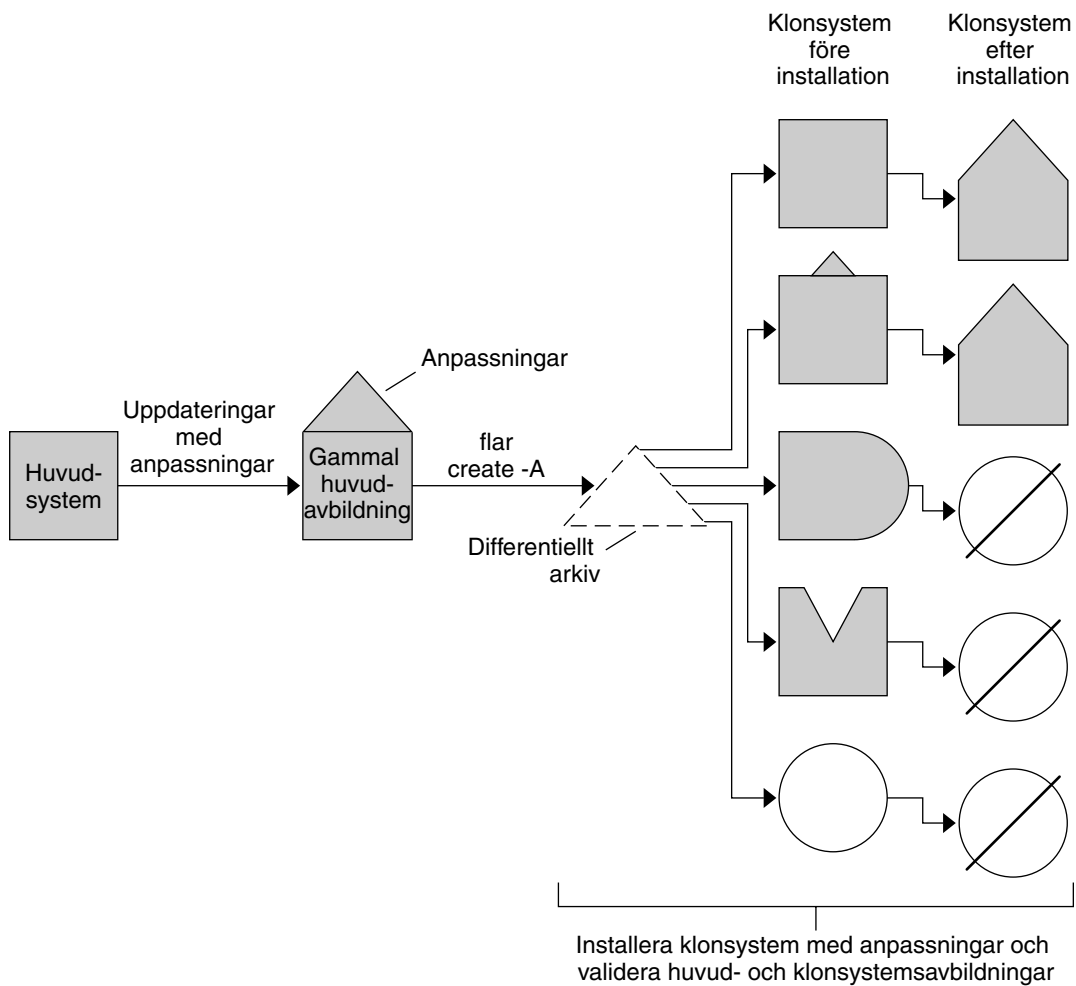 Klonsystem
före
installation
Klonsystem
efter
installation
Anpassningar
Uppdateringar
med
anpassningar
flar
create -A
Huvud-
system
Gammal
huvud-
avbildning
Differentiellt
arkiv
Installera klonsystem med anpassningar och
validera huvud- och klonsystemsavbildningar